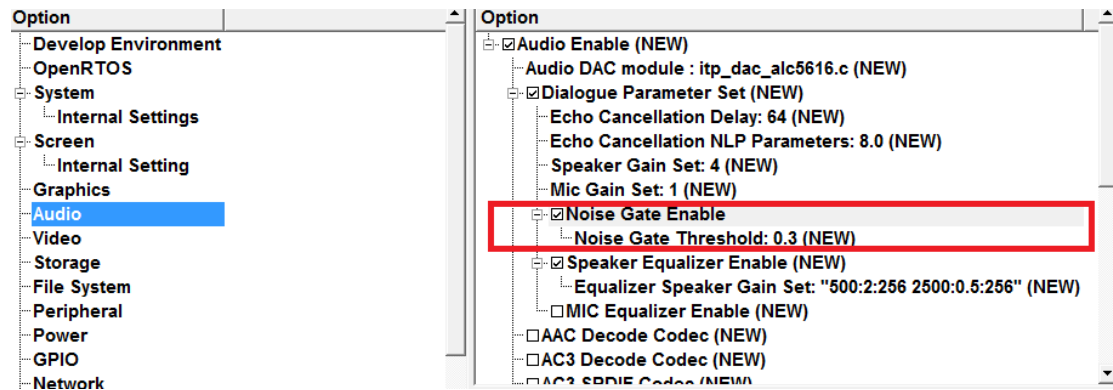 Option
Develop Environment
OpenRTOS
System
Internal Settings
Screen
Internal Setting
Graphics
Audio
Video
Storage
File System
Peripheral
Power
GPIO
Network
Option
Audio Enable (NEW)
Audio DAC module : itp_dac_alc5616.c (NEW)
Dialogue Parameter Set (NEW)
Echo Cancellation Delay: 64 (NEW)
Echo Cancellation NLP Parameters: 8.0 (NEW)
Speaker Gain Set: 4 (NEW)
Mic Gain Set: 1 (NEW)
Noise Gate Enable
Noise Gate Threshold: 0.3 (NEW)
Speaker Equalizer Enable (NEW)
Equalizer Speaker Gain Set: "500:2:256 2500:0.5:256" (NEW)
MIC Equalizer Enable (NEW)
AAC Decode Codec (NEW)
AC3 Decode Codec (NEW)
AC3 SPDIF Codec (NEW)